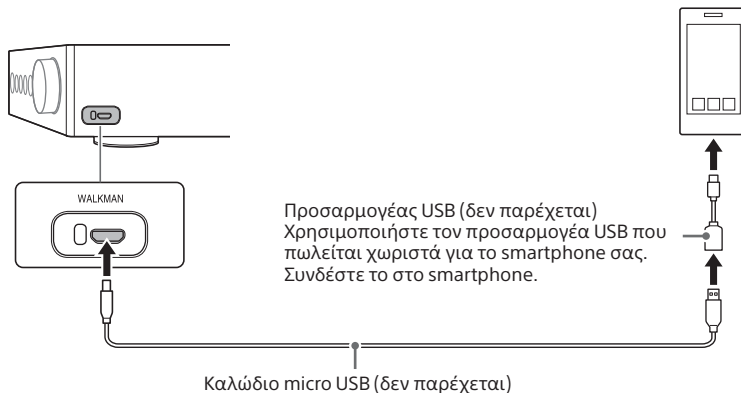 WALKMAN
Προσαρμογέας USB (δεν παρέχεται)
Χρησιμοποιήστε τον προσαρμογέα USB που
πωλείται χωριστά για το smartphone σας.
Συνδέστε το στο smartphone.
Καλώδιο micro USB (δεν παρέχεται)